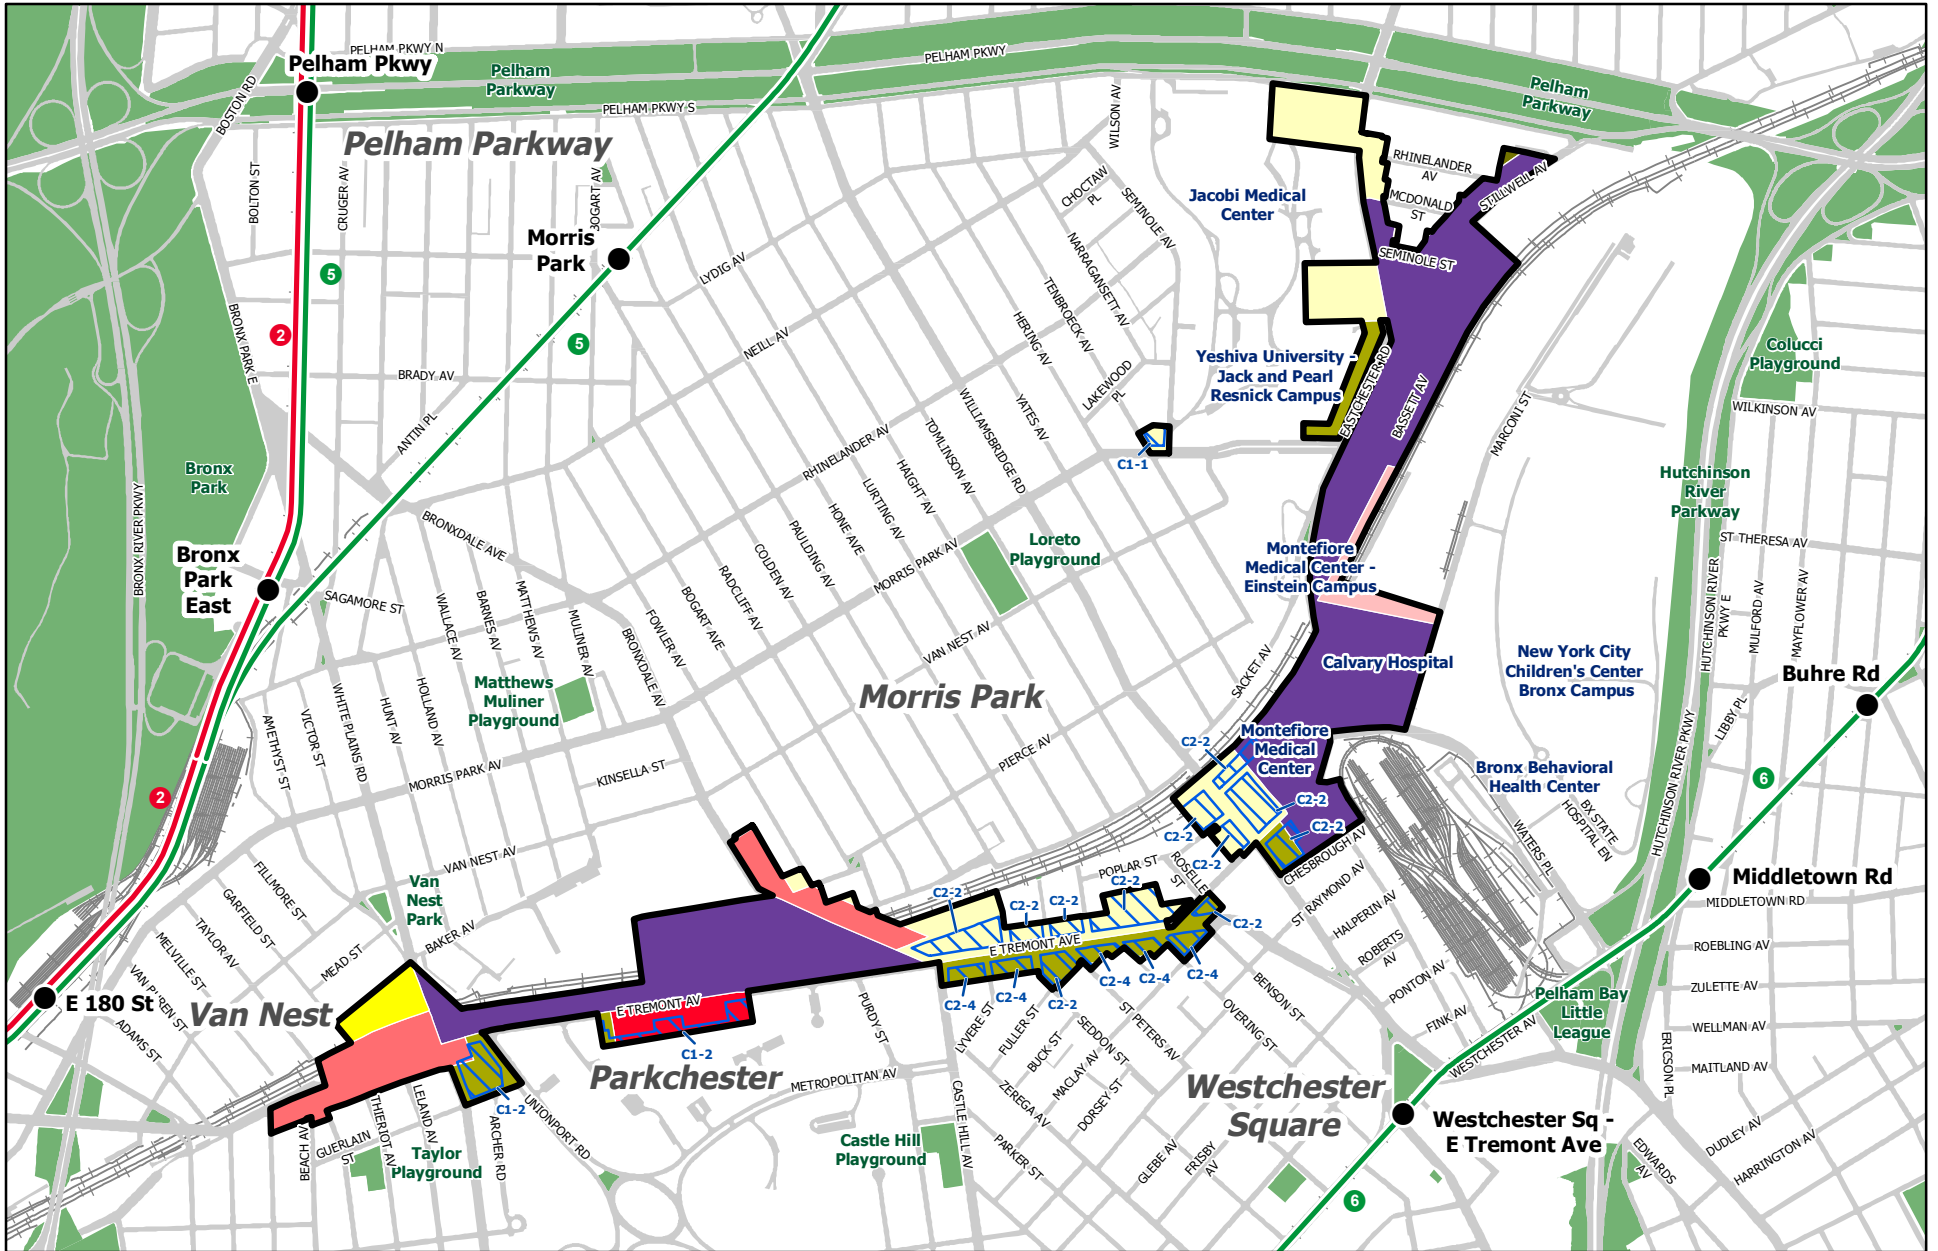 PELHAM PKWY N
Pelham Pkwy
Pelham
Parkway
PELHAM PKWY
PELHAM PKWY S
BOSTON RD
Pelham Parkway
WILSON AV
Pelham
Parkway
RHINELANDER
AV
MCDONALD
ST
STILLWELL AV
SEMINOLE ST
Jacobi Medical
Center
CHOCTAW
PL
SEMINOLE AV
NARRAGANSETT AV
TENBROECK AV
HERING AV
LAKEWOOD
PL
BOLTON ST
CRUGER AV
BOGART AV
Morris
Park
LYDIG AV
NEILL AV
5
2
5
BRONX PARK E
BRADY AV
ANTIN PL
Yeshiva University -
Jack and Pearl
Resnick Campus
EASTCHESTER RD
BASSETT AV
MARCONI ST
Colucci
Playground
WILKINSON AV
C1-1
Bronx
Park
BRONX RIVER PKWY
RHINELANDER AV
WILLIAMSBRIDGE RD
YATES AV
TOMLINSON AV
HAIGHT AV
LURTING AV
HONE AVE
PAULDING AV
COLDEN AV
RADCLIFF AV
BOGART AVE
FOWLER AV
BRONXDALE AV
MORRIS PARK AV
Loreto
Playground
Hutchinson
River
Parkway
ST THERESA AV
Montefiore
Medical Center -
Einstein Campus
BRONXDALE AVE
Bronx
Park
East
SAGAMORE ST
WALLACE AV
BARNES AV
MATTHEWS AV
MULINER AV
VAN NEST AV
SACKET AV
Calvary Hospital
New York City
Children's Center
Bronx Campus
HUTCHINSON RIVER
PKWY E
MULFORD AV
MAYFLOWER AV
Buhre Rd
LIBBY PL
Morris Park
Matthews
Muliner
Playground
AMETHYST ST
VICTOR ST
WHITE PLAINS RD
HUNT AV
HOLLAND AV
MORRIS PARK AV
KINSELLA ST
PIERCE AV
C2-2
Montefiore
Medical
Center
Bronx Behavioral
Health Center
HUTCHINSON RIVER PKWY
6
2
C2-2
C2-2
C2-2
C2-2
BX STATE
HOSPITAL EN
WATERS PL
CHESBROUGH AV
VAN NEST AV
Van
Nest
Park
FILLMORE ST
GARFIELD ST
TAYLOR AV
MELVILLE ST
VAN BUREN ST
ADAMS ST
MEAD ST
BAKER AV
POPLAR ST
ROSELLE
ST
C2-2
C2-2
C2-2
C2-2
C2-2
E TREMONT AVE
ST RAYMOND AV
HALPERIN AV
ROBERTS
AV
PONTON AV
FINK AV
Middletown Rd
MIDDLETOWN RD
ROEBLING AV
ZULETTE AV
WELLMAN AV
MAITLAND AV
E 180 St
Van Nest
E TREMONT AV
C1-2
C2-4
C2-4
C2-2
C2-4
C2-4
C2-4
BENSON ST
OVERING ST
Pelham Bay
Little
League
WESTCHESTER AV
ERICSON PL
PURDY ST
LYVERE ST
FULLER ST
BUCK ST
SEDDON ST
ST PETERS AV
MACLAY AV
ZEREGA AV
DORSEY ST
Parkchester
METROPOLITAN AV
CASTLE HILL AV
Westchester
Square
Westchester Sq -
E Tremont Ave
C1-2
UNIONPORT RD
ARCHER RD
LELAND AV
THIERIOT AV
GUERLAIN
ST
BEACH AV
Taylor
Playground
Castle Hill
Playground
PARKER ST
GLEBE AV
FRISBY
AV
6
EDWARDS
AV
DUDLEY AV
HARRINGTON AV